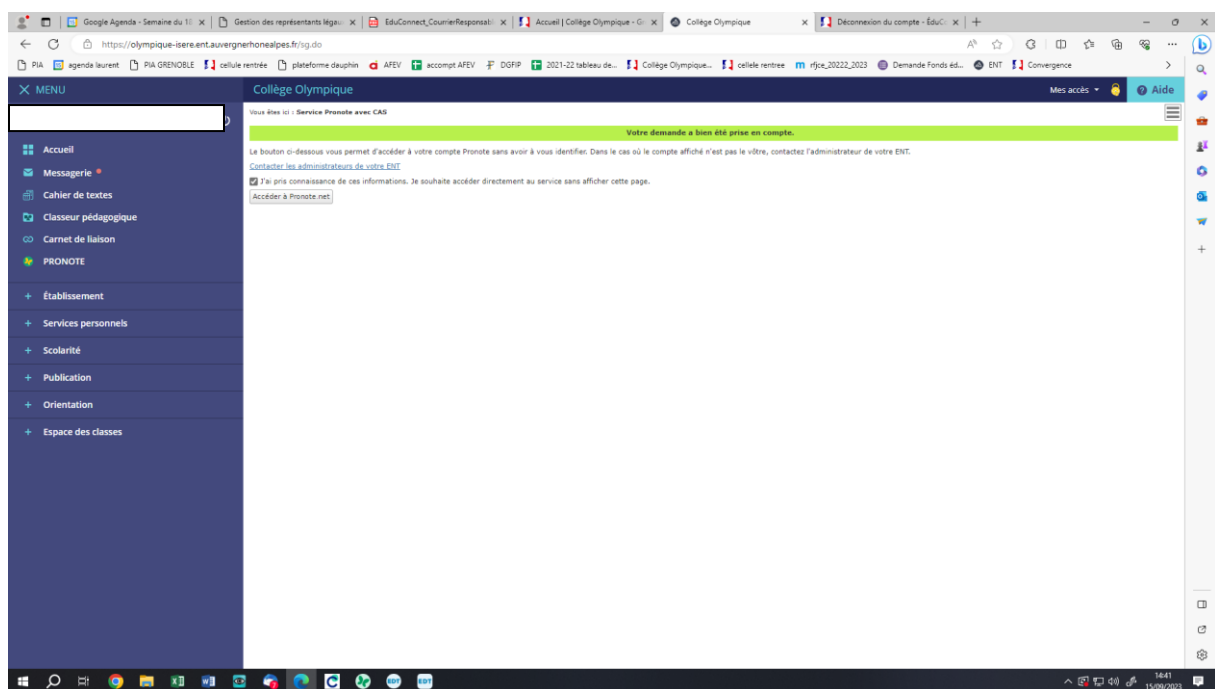 Google Agenda - Semaine du 1
Gestion des représentants légau
EduConnect_CourrierResponsabl
Accueil | Collège Olympique - Gr
Collège Olympique
Déconnexion du compte - ÉduC
https://olympique-isere.ent.auvergnerhonealpes.fr/sg.do
PIA
agenda laurent
PIA GRENOBLE
cellule rentrée
plateforme dauphin
AFEV
accompt AFEV
DGFIP
2021-22 tableau de...
Collège Olympique...
cellele rentree
rfjce_20222_2023
Demande Fonds éd...
ENT
Convergence
MENU
Collège Olympique
Mes accès
Aide
Vous êtes ici : Service Pronote avec CAS
Votre demande a bien été prise en compte.
Le bouton ci-dessous vous permet d'accéder à votre compte Pronote sans avoir à vous identifier. Dans le cas où le compte affiché n'est pas le vôtre, contactez l'administrateur de votre ENT.
Contacter les administrateurs de votre ENT
J'ai pris connaissance de ces informations. Je souhaite accéder directement au service sans afficher cette page.
Accéder à Pronote.net
Accueil
Messagerie
Cahier de textes
Classeur pédagogique
Carnet de liaison
PRONOTE
+ Établissement
+ Services personnels
+ Scolarité
+ Publication
+ Orientation
+ Espace des classes
EDT
EDT
14:41
15/09/2023